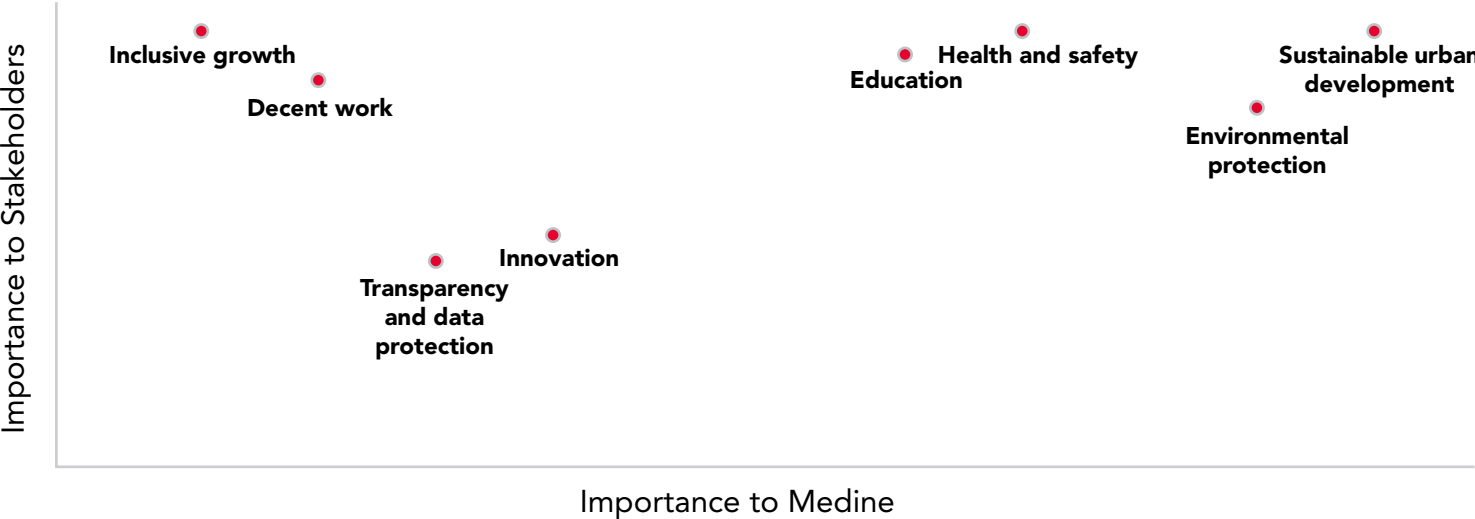 Importance to Stakeholders
Inclusive growth
Decent work
Transparency
and data
protection
Innovation
Education
Health and safety
Environmental
protection
Sustainable urban
development
Importance to Medine